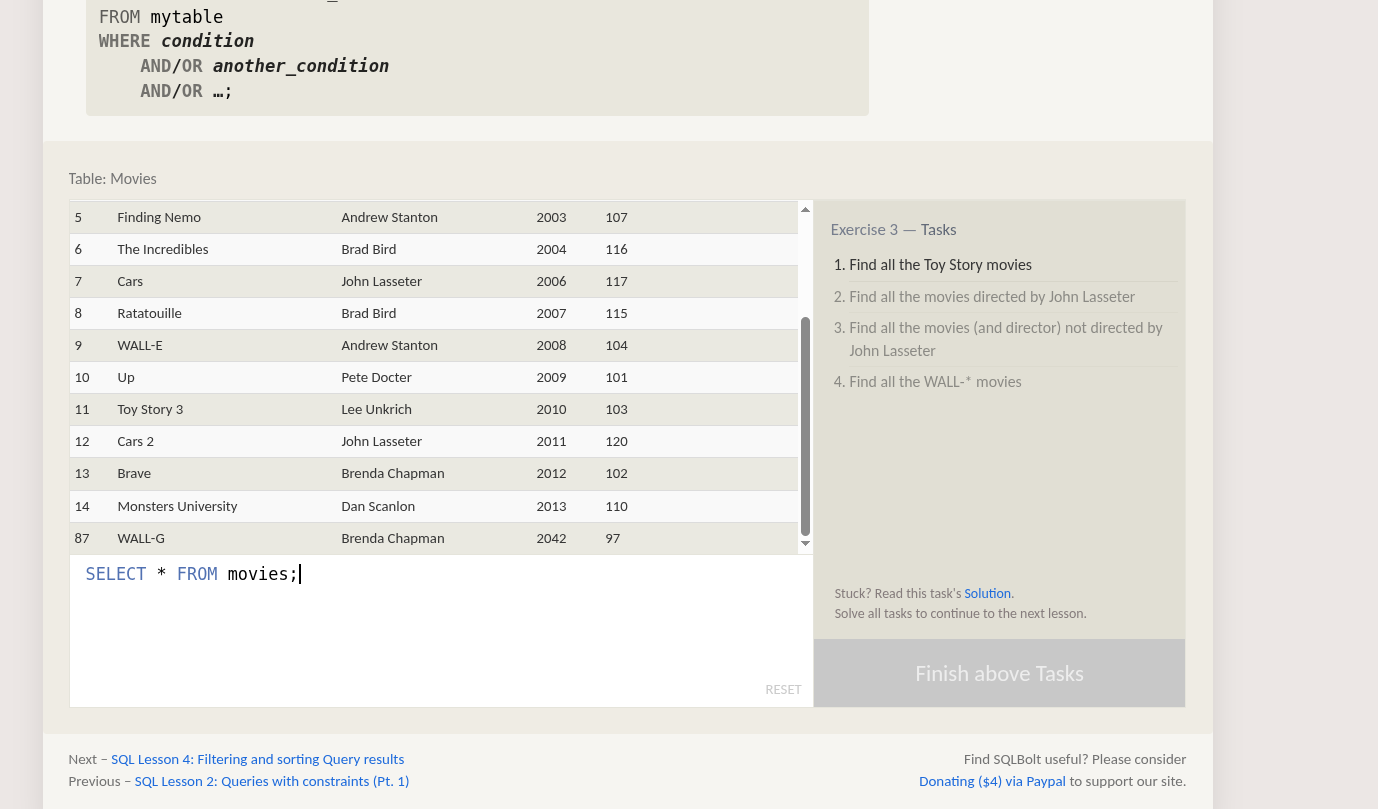 FROM mytable
WHERE condition
AND/OR another_condition
AND/OR …;
Table: Movies
5 Finding Nemo Andrew Stanton 2003 107
6 The Incredibles Brad Bird 2004 116
7 Cars John Lasseter 2006 117
8 Ratatouille Brad Bird 2007 115
9 WALL-E Andrew Stanton 2008 104
10 Up Pete Docter 2009 101
11 Toy Story 3 Lee Unkrich 2010 103
12 Cars 2 John Lasseter 2011 120
13 Brave Brenda Chapman 2012 102
14 Monsters University Dan Scanlon 2013 110
87 WALL-G Brenda Chapman 2042 97
SELECT * FROM movies;
RESET
Exercise 3 — Tasks
1. Find all the Toy Story movies
2. Find all the movies directed by John Lasseter
3. Find all the movies (and director) not directed by
John Lasseter
4. Find all the WALL-* movies
Stuck? Read this task's Solution.
Solve all tasks to continue to the next lesson.
Finish above Tasks
Next – SQL Lesson 4: Filtering and sorting Query results
Previous – SQL Lesson 2: Queries with constraints (Pt. 1)
Find SQLBolt useful? Please consider
Donating ($4) via Paypal to support our site.